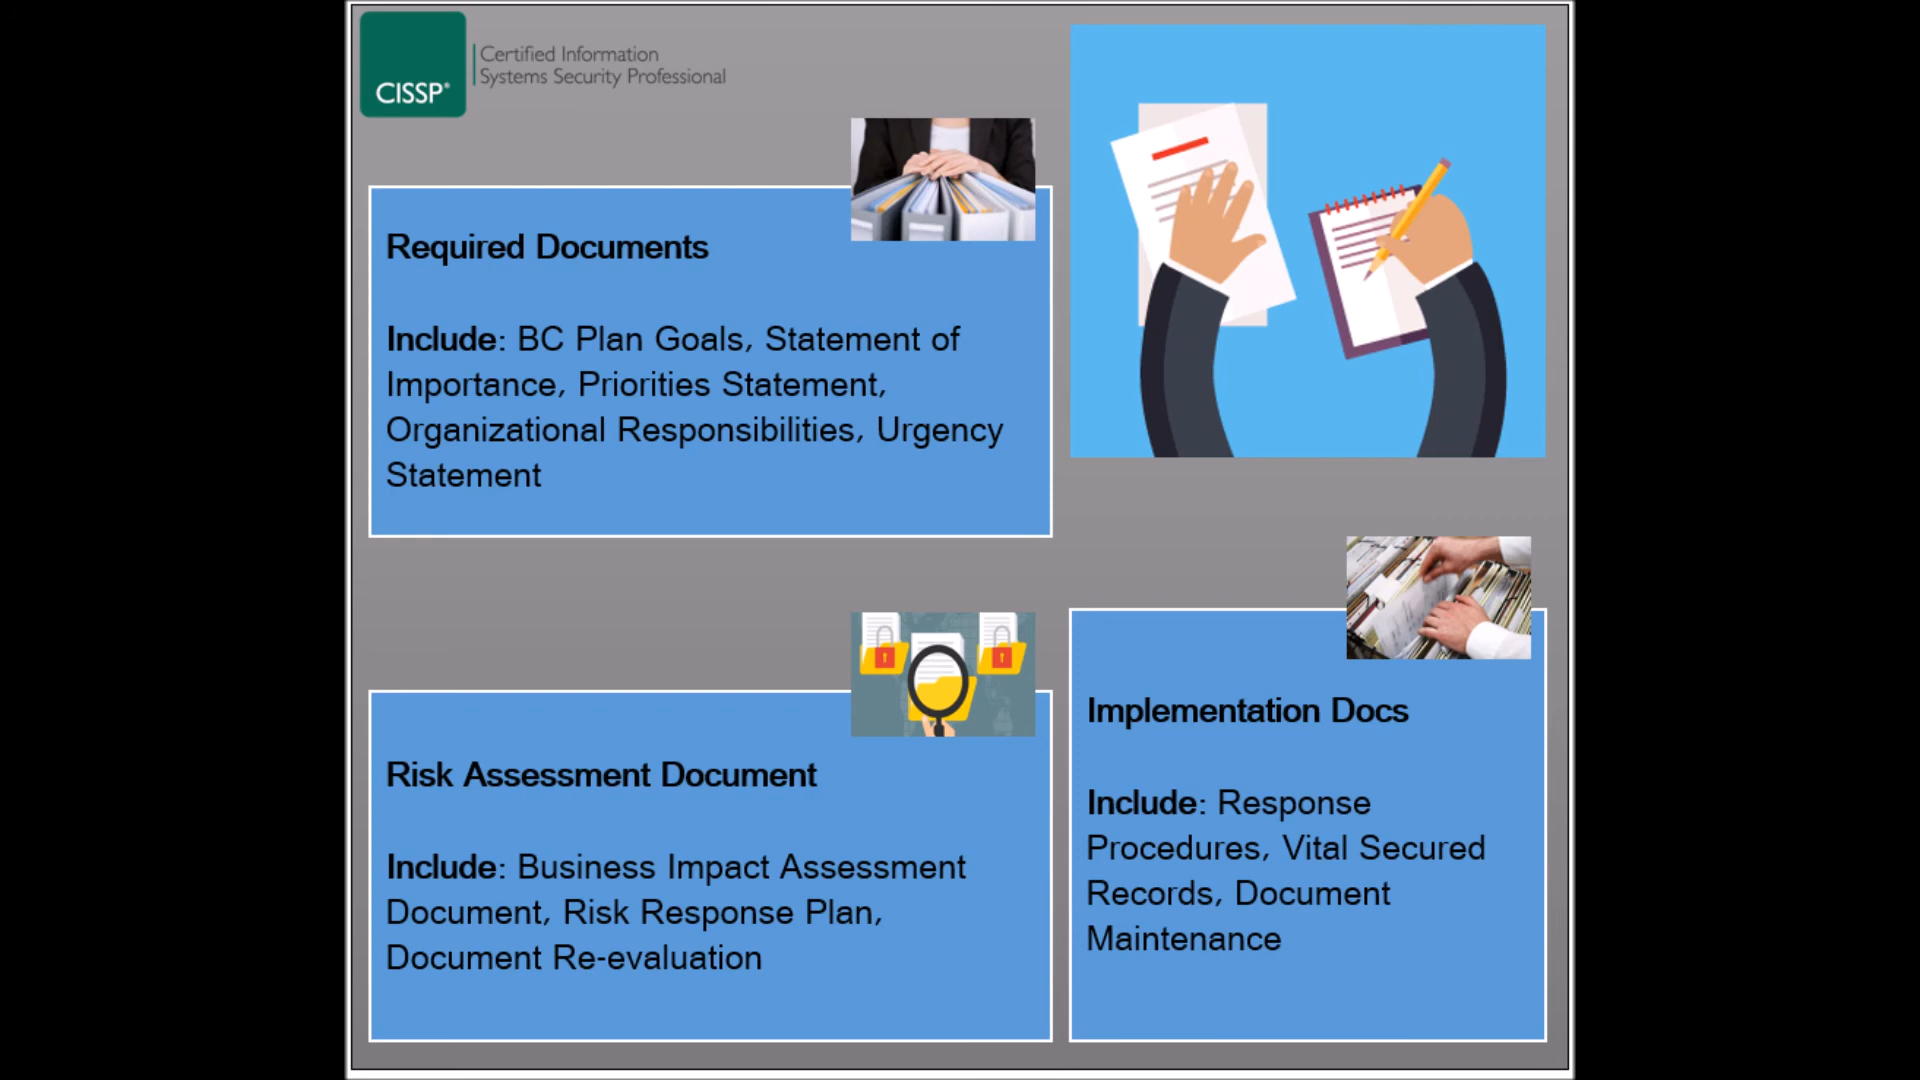 CISSP®
Certified Information
Systems Security Professional
Required Documents
Include: BC Plan Goals, Statement of
Importance, Priorities Statement,
Organizational Responsibilities, Urgency
Statement
Risk Assessment Document
Include: Business Impact Assessment
Document, Risk Response Plan,
Document Re-evaluation
Implementation Docs
Include: Response
Procedures, Vital Secured
Records, Document
Maintenance